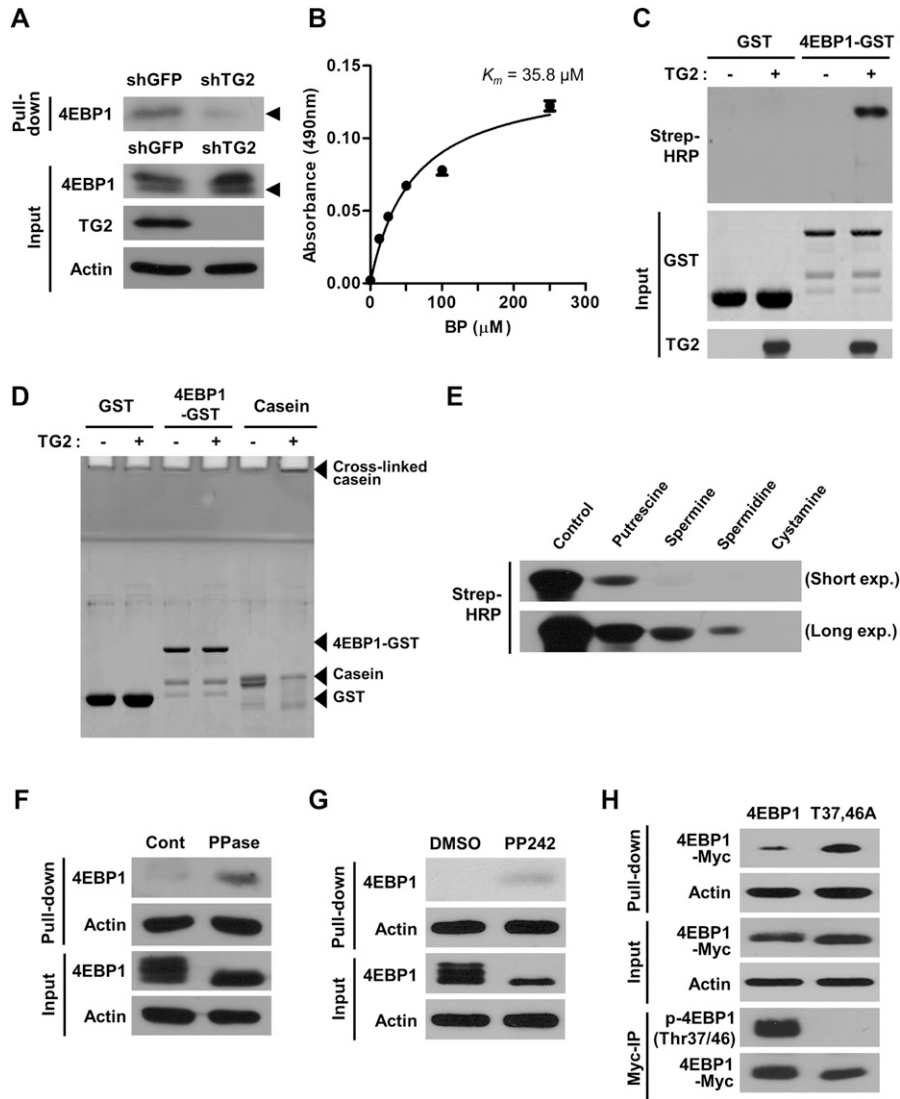 A
shGFP shTG2
Pull-down
4EBP1
shGFP shTG2
Input
4EBP1
TG2
Actin
B
Absorbance (490nm)
0.15
0.10
0.05
0.00
Km = 35.8 μM
0 100 200 300
BP (μM)
C
GST 4EBP1-GST
TG2 : - + - +
Strep-HRP
Input
GST
TG2
D
GST 4EBP1-GST Casein
TG2 : - + - + - +
Cross-linked casein
4EBP1-GST
Casein
GST
E
Control Putrescine Spermine Spermidine Cystamine
Strep-HRP
(Short exp.)
(Long exp.)
F
Cont PPase
Pull-down
4EBP1
Actin
Input
4EBP1
Actin
G
DMSO PP242
Pull-down
4EBP1
Actin
Input
4EBP1
Actin
H
4EBP1 T37,46A
Pull-down
4EBP1-Myc
Actin
Input
4EBP1-Myc
Actin
Myc-IP
p-4EBP1 (Thr37/46)
4EBP1-Myc